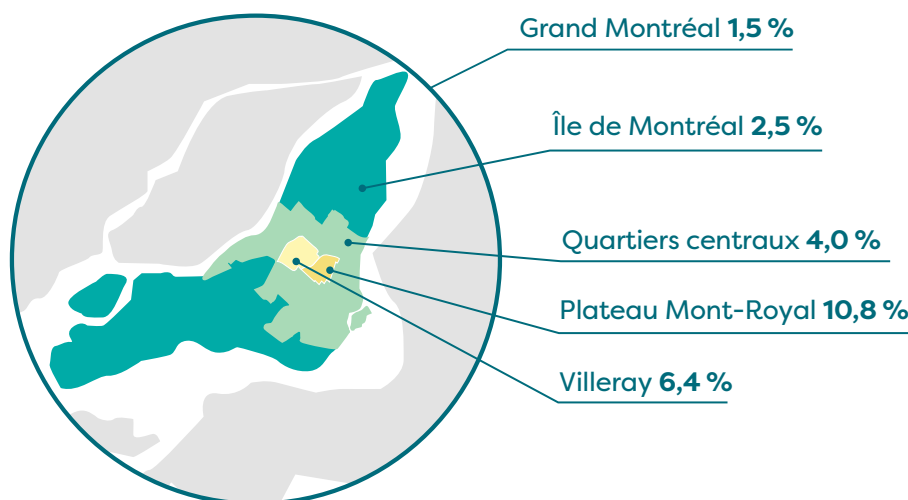 Grand Montréal 1,5 %
Île de Montréal 2,5 %
Quartiers centraux 4,0 %
Plateau Mont-Royal 10,8 %
Villeray 6,4 %